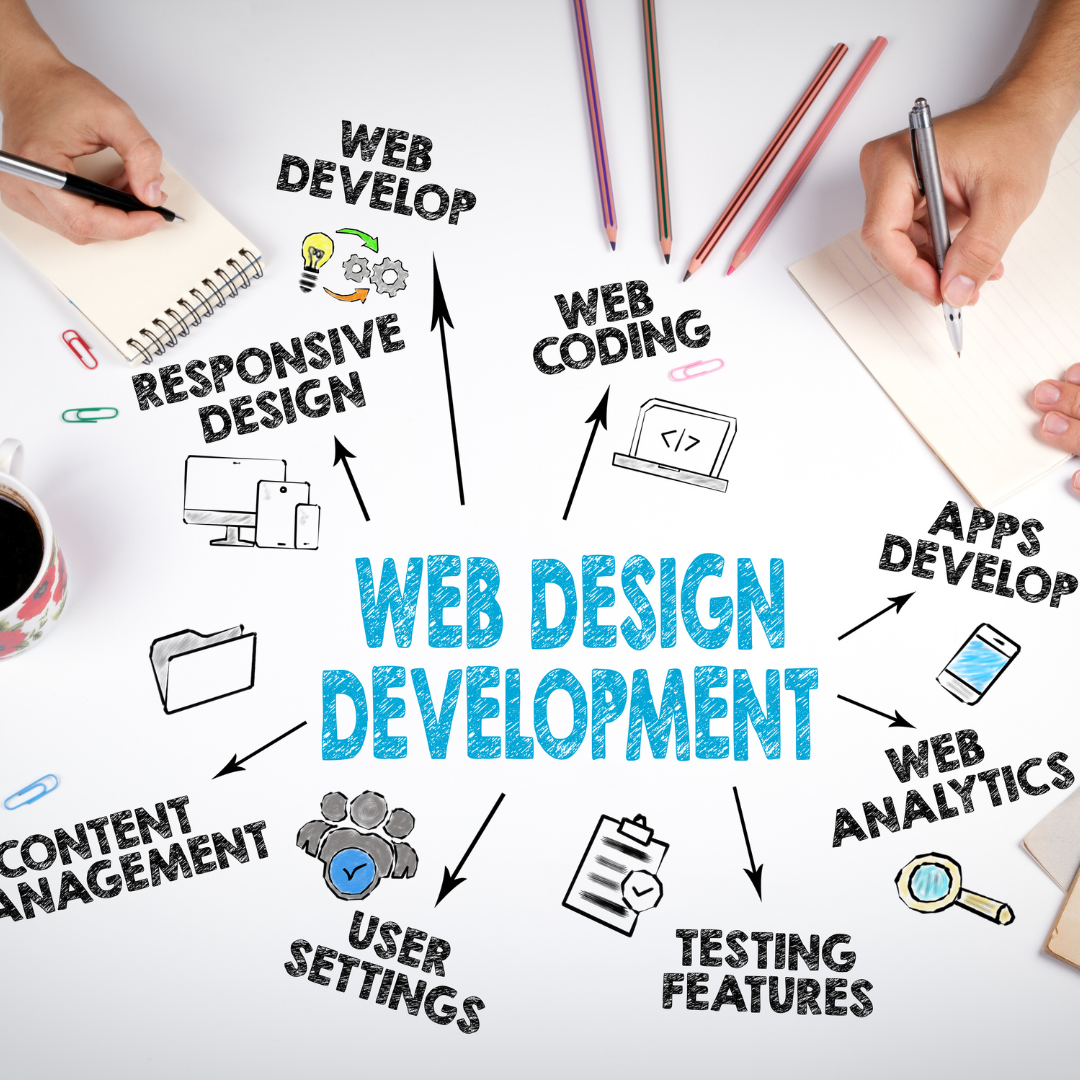 WEB
DEVELOP
WEB
CODING
RESPONSIVE
DESIGN
</>
APPS
DEVELOP
WEB DESIGN
DEVELOPMENT
WEB
ANALYTICS
CONTENT
ANAGEMENT
USER
SETTINGS
TESTING
FEATURES